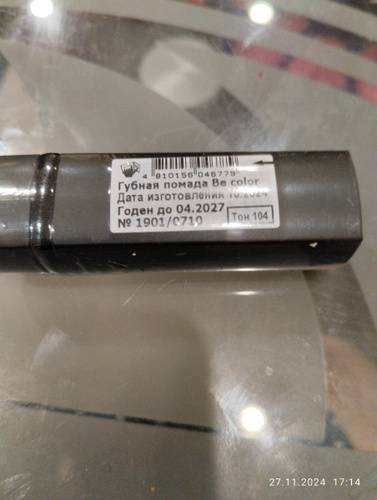 4 810156 046779
Губная помада Be color
Дата изготовления 10.2024
Годен до 04.2027
№ 1901/0710
Тон 104
27.11.2024 17:14